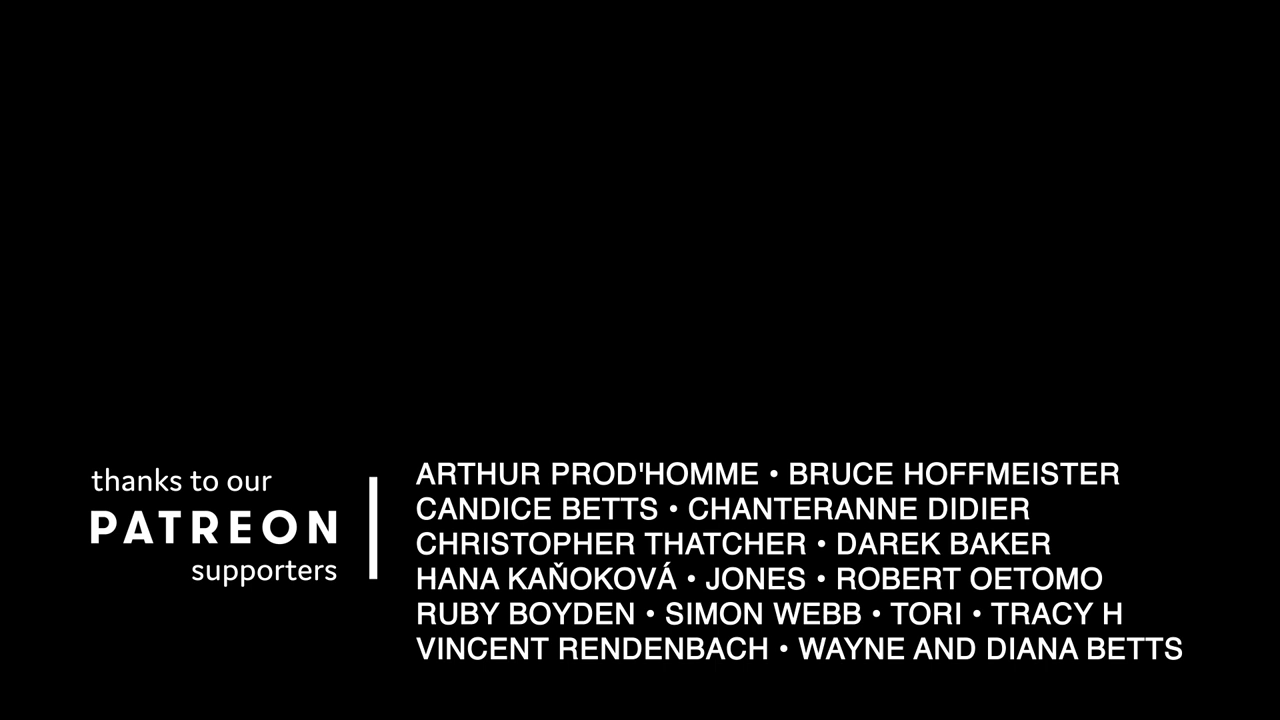 thanks to our
PATREON
supporters
ARTHUR PROD'HOMME • BRUCE HOFFMEISTER
CANDICE BETTS • CHANTERANNE DIDIER
CHRISTOPHER THATCHER • DAREK BAKER
HANA KAŇOKOVÁ • JONES • ROBERT OETOMO
RUBY BOYDEN • SIMON WEBB • TORI • TRACY H
VINCENT RENDENBACH • WAYNE AND DIANA BETTS